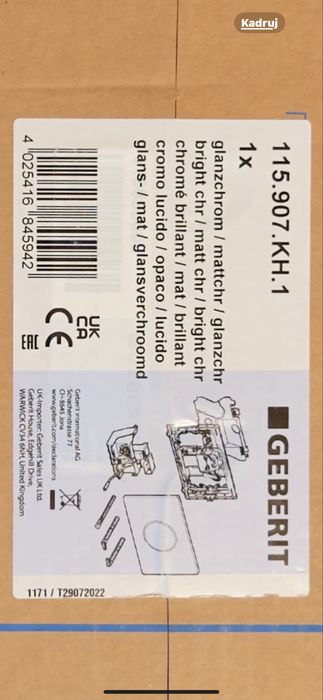 Kadruj
115.907.KH.1
GEBERIT
1x
glanzchrom / mattchr / glanzchr
bright chr / matt chr / bright chr
chromé brillant / mat / brillant
cromo lucido / opaco / lucido
glans- / mat / glansverchroomd
4 025416 845942
CE
UK
CA
EAC
Geberit International AG
Schachenstrasse 77
CH-8645 Jona
www.geberit.com/declarations
UK-Importer: Geberit Sales UK Ltd.
Geberit House, Edgehill Drive,
WARWICK CV34 6NH, United Kingdom
1171 / T29072022